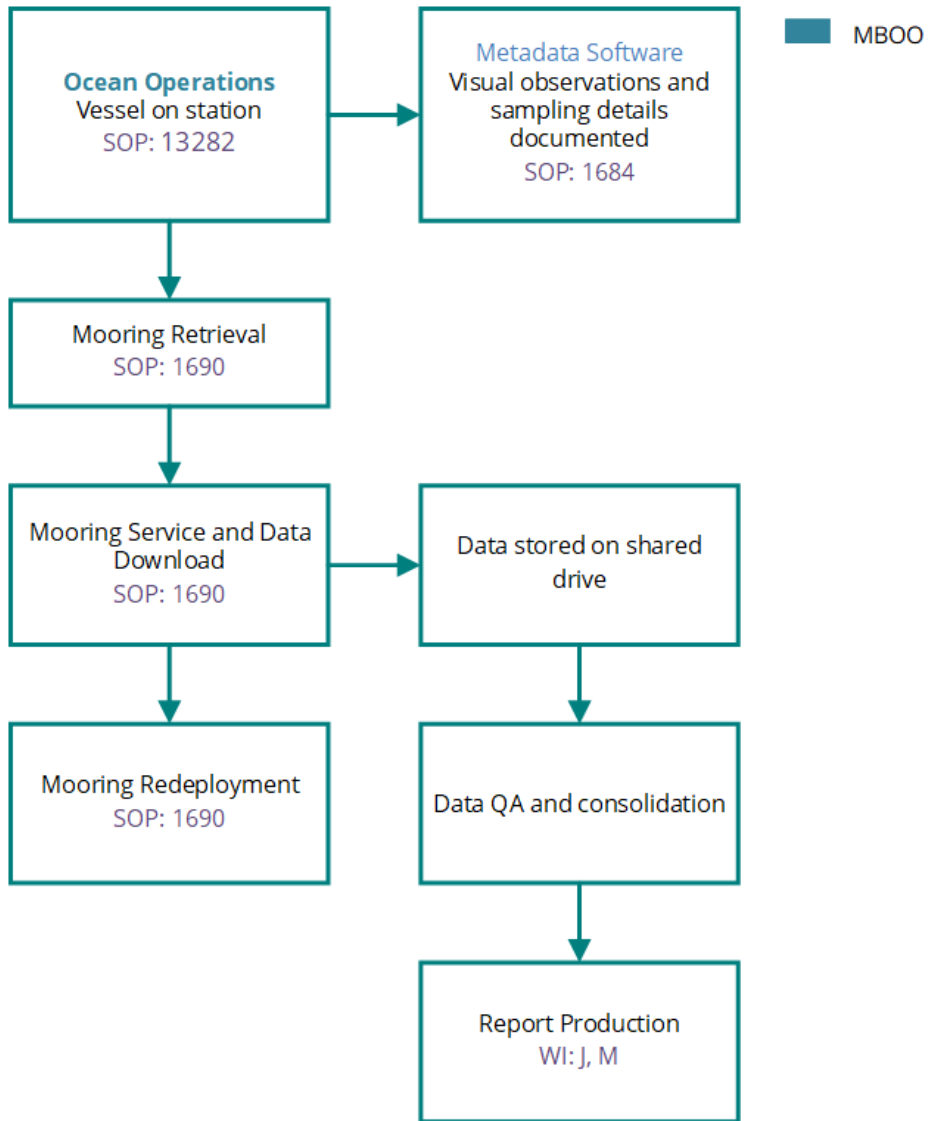 Ocean Operations
Vessel on station
SOP: 13282
Metadata Software
Visual observations and
sampling details
documented
SOP: 1684
MBOO
Mooring Retrieval
SOP: 1690
Mooring Service and Data
Download
SOP: 1690
Data stored on shared
drive
Mooring Redeployment
SOP: 1690
Data QA and consolidation
Report Production
WI: J, M